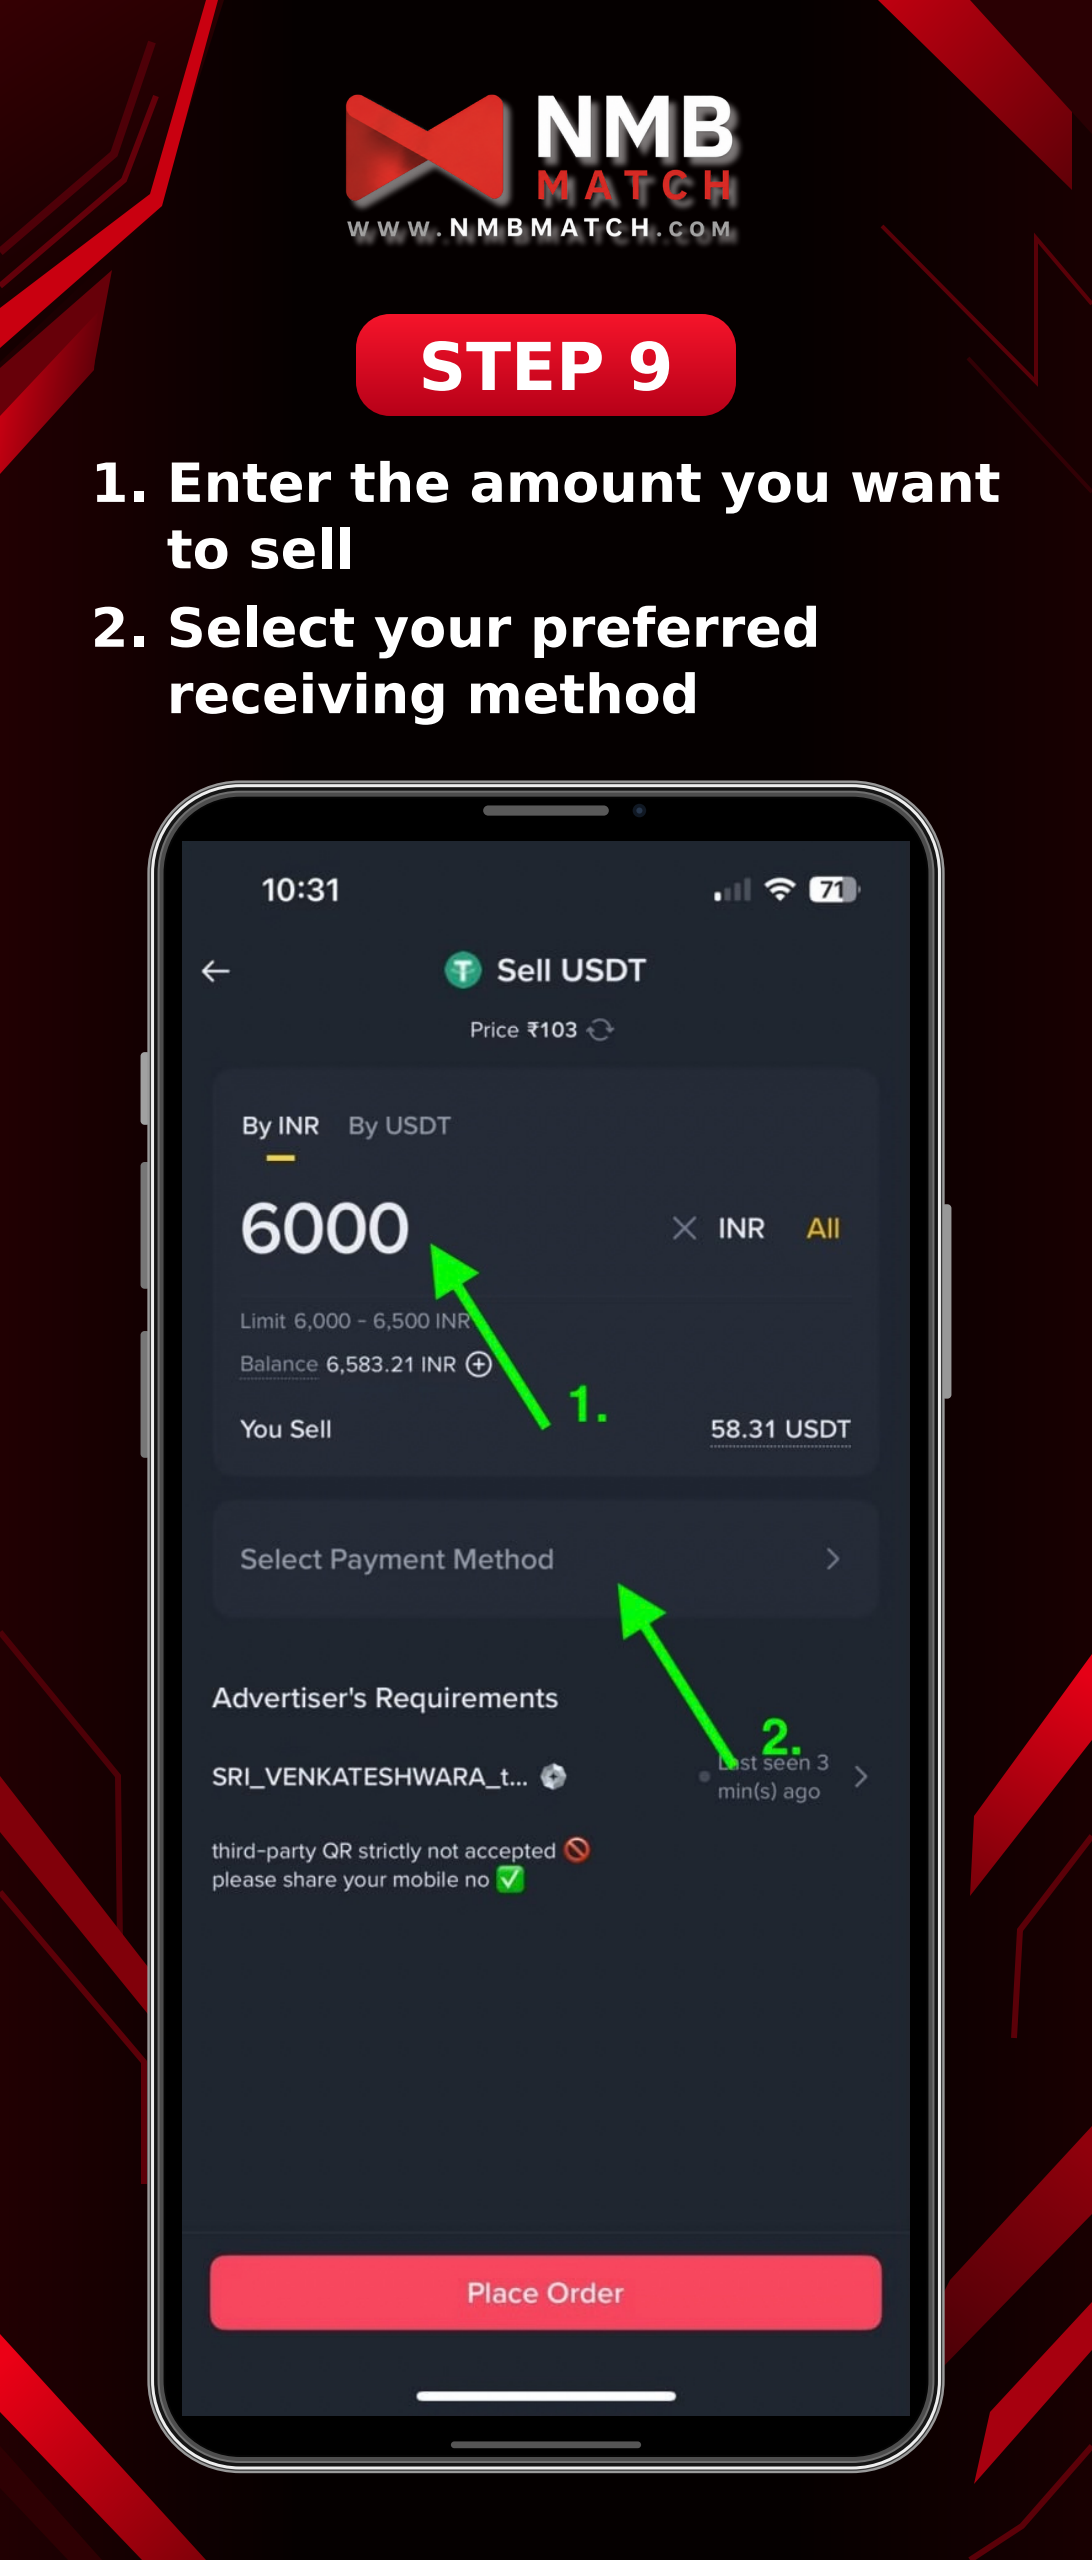 NMB
MATCH
WWW.NMBMATCH.COM
STEP 9
1. Enter the amount you want
to sell
2. Select your preferred
receiving method
10:31
71
Sell USDT
Price ₹103
By INR By USDT
6000 INR All
Limit 6,000 - 6,500 INR
Balance 6,583.21 INR
1.
You Sell 58.31 USDT
Select Payment Method
Advertiser's Requirements
2.
SRI_VENKATESHWARA_t... Last seen 3
min(s) ago
third-party QR strictly not accepted 🚫
please share your mobile no ✅
Place Order